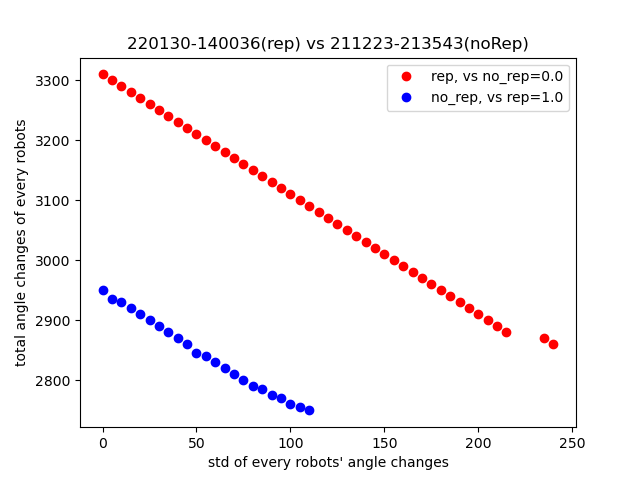 220130-140036(rep) vs 211223-213543(noRep)
rep, vs no_rep=0.0
no_rep, vs rep=1.0
total angle changes of every robots
3300
3200
3100
3000
2900
2800
0 50 100 150 200 250
std of every robots' angle changes